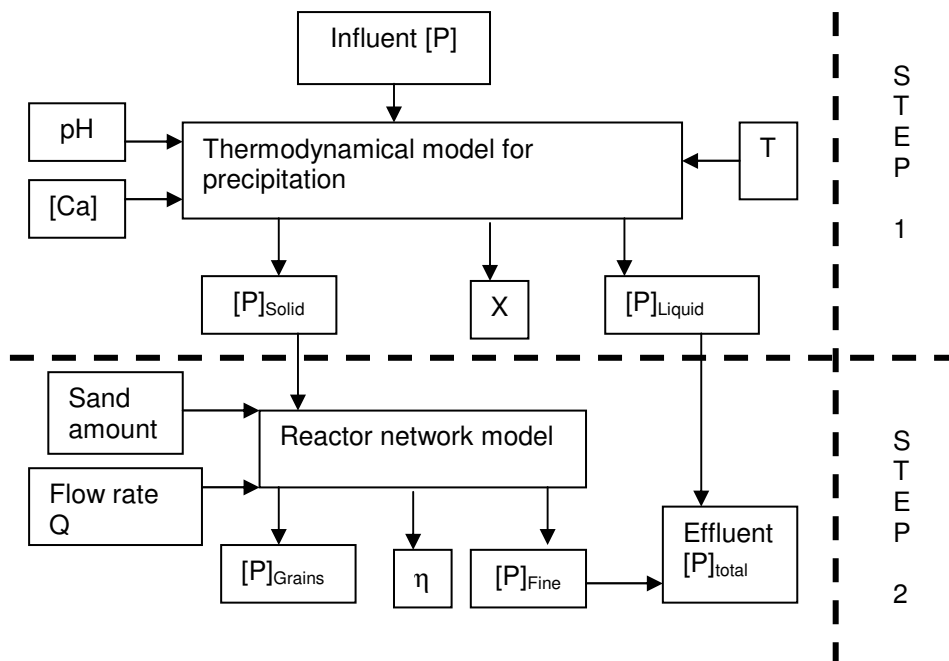 Influent [P]
pH
Thermodynamical model for
precipitation
T
[Ca]
[P]Solid
X
[P]Liquid
S
T
E
P
1
Sand
amount
Reactor network model
Flow rate
Q
[P]Grains
η
[P]Fine
Effluent
[P]total
S
T
E
P
2